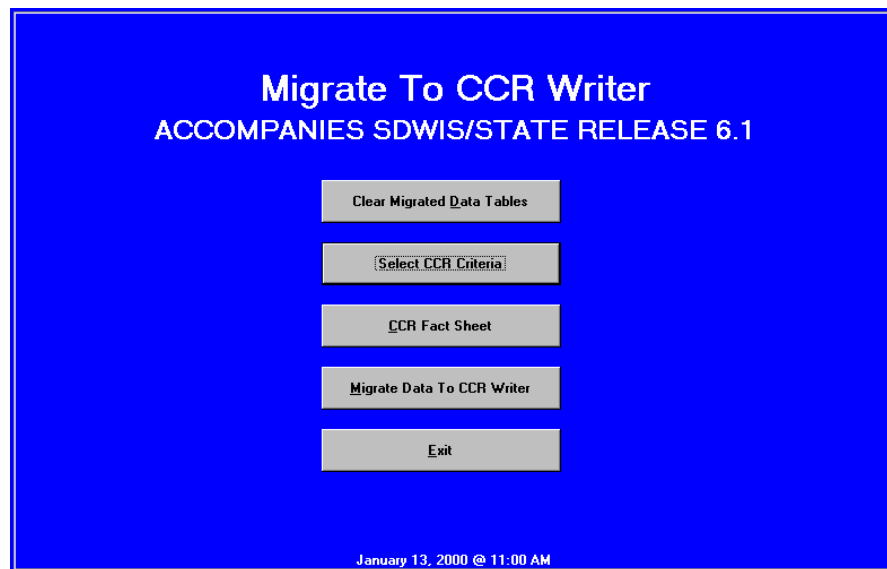 Migrate To CCR Writer
ACCOMPANIES SDWIS/STATE RELEASE 6.1
Clear Migrated Data Tables
Select CCR Criteria
CCR Fact Sheet
Migrate Data To CCR Writer
Exit
January 13, 2000 @ 11:00 AM